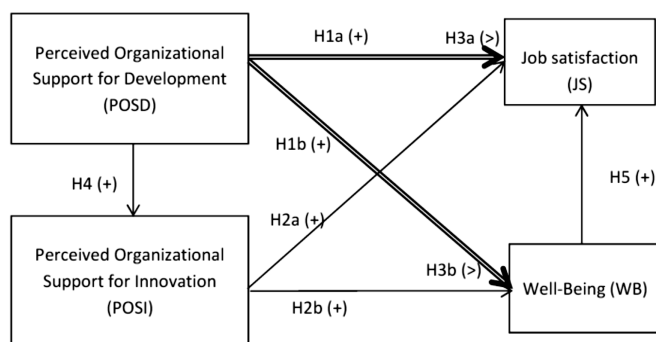 Perceived Organizational
Support for Development
(POSD)
H1a (+)
H3a (>)
Job satisfaction
(JS)
H1b (+)
H4 (+)
H5 (+)
H2a (+)
Perceived Organizational
Support for Innovation
(POSI)
H3b (>)
H2b (+)
Well-Being (WB)